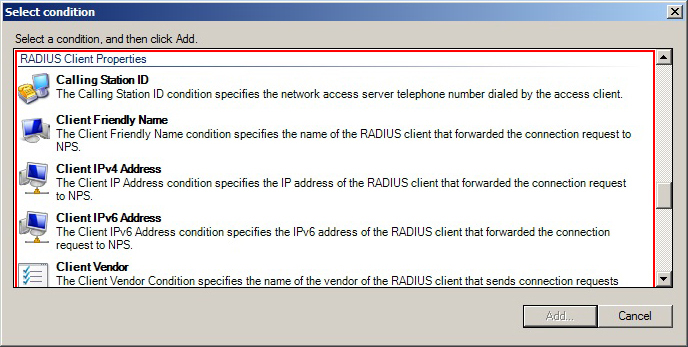 Select condition
Select a condition, and then click Add.
RADIUS Client Properties
Calling Station ID
The Calling Station ID condition specifies the network access server telephone number dialed by the access client.
Client Friendly Name
The Client Friendly Name condition specifies the name of the RADIUS client that forwarded the connection request to
NPS.
Client IPv4 Address
The Client IP Address condition specifies the IP address of the RADIUS client that forwarded the connection request
to NPS.
Client IPv6 Address
The Client IPv6 Address condition specifies the IPv6 address of the RADIUS client that forwarded the connection
request to NPS.
Client Vendor
The Client Vendor Condition specifies the name of the vendor of the RADIUS client that sends connection requests
Add... Cancel